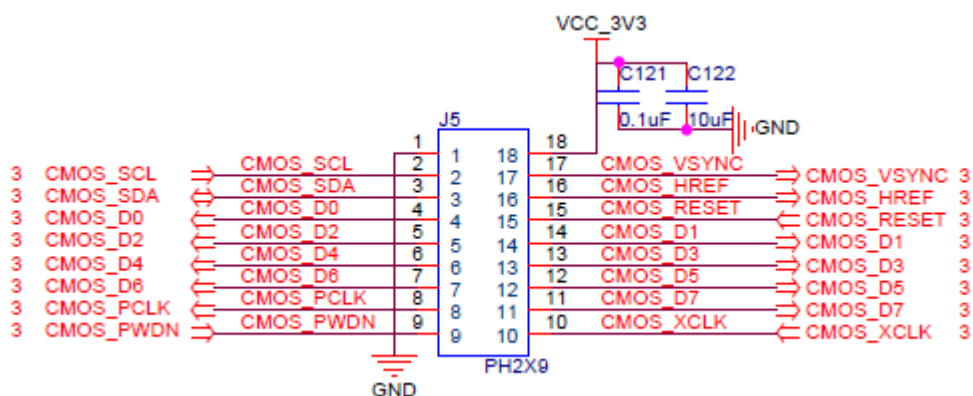 VCC_3V3
C121 C122
0.1uF 10uF GND
J5
1 1 18 18
3 CMOS_SCL CMOS_SCL 2 2 17 17 CMOS_VSYNC CMOS_VSYNC 3
3 CMOS_SDA CMOS_SDA 3 3 16 16 CMOS_HREF CMOS_HREF 3
3 CMOS_D0 CMOS_D0 4 4 15 15 CMOS_RESET CMOS_RESET 3
3 CMOS_D2 CMOS_D2 5 5 14 14 CMOS_D1 CMOS_D1 3
3 CMOS_D4 CMOS_D4 6 6 13 13 CMOS_D3 CMOS_D3 3
3 CMOS_D6 CMOS_D6 7 7 12 12 CMOS_D5 CMOS_D5 3
3 CMOS_PCLK CMOS_PCLK 8 8 11 11 CMOS_D7 CMOS_D7 3
3 CMOS_PWDN CMOS_PWDN 9 9 10 10 CMOS_XCLK CMOS_XCLK 3
PH2X9
GND